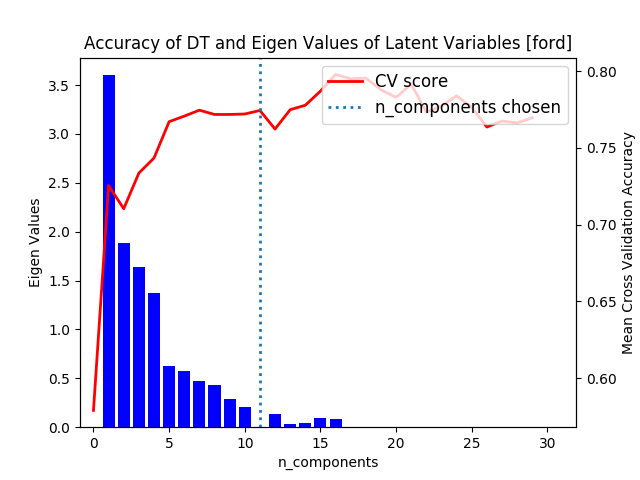 Accuracy of DT and Eigen Values of Latent Variables [ford]
CV score
n_components chosen
Eigen Values
3.5
3.0
2.5
2.0
1.5
1.0
0.5
0.0
0.80
0.75
0.70
0.65
0.60
Mean Cross Validation Accuracy
0 5 10 15 20 25 30
n_components